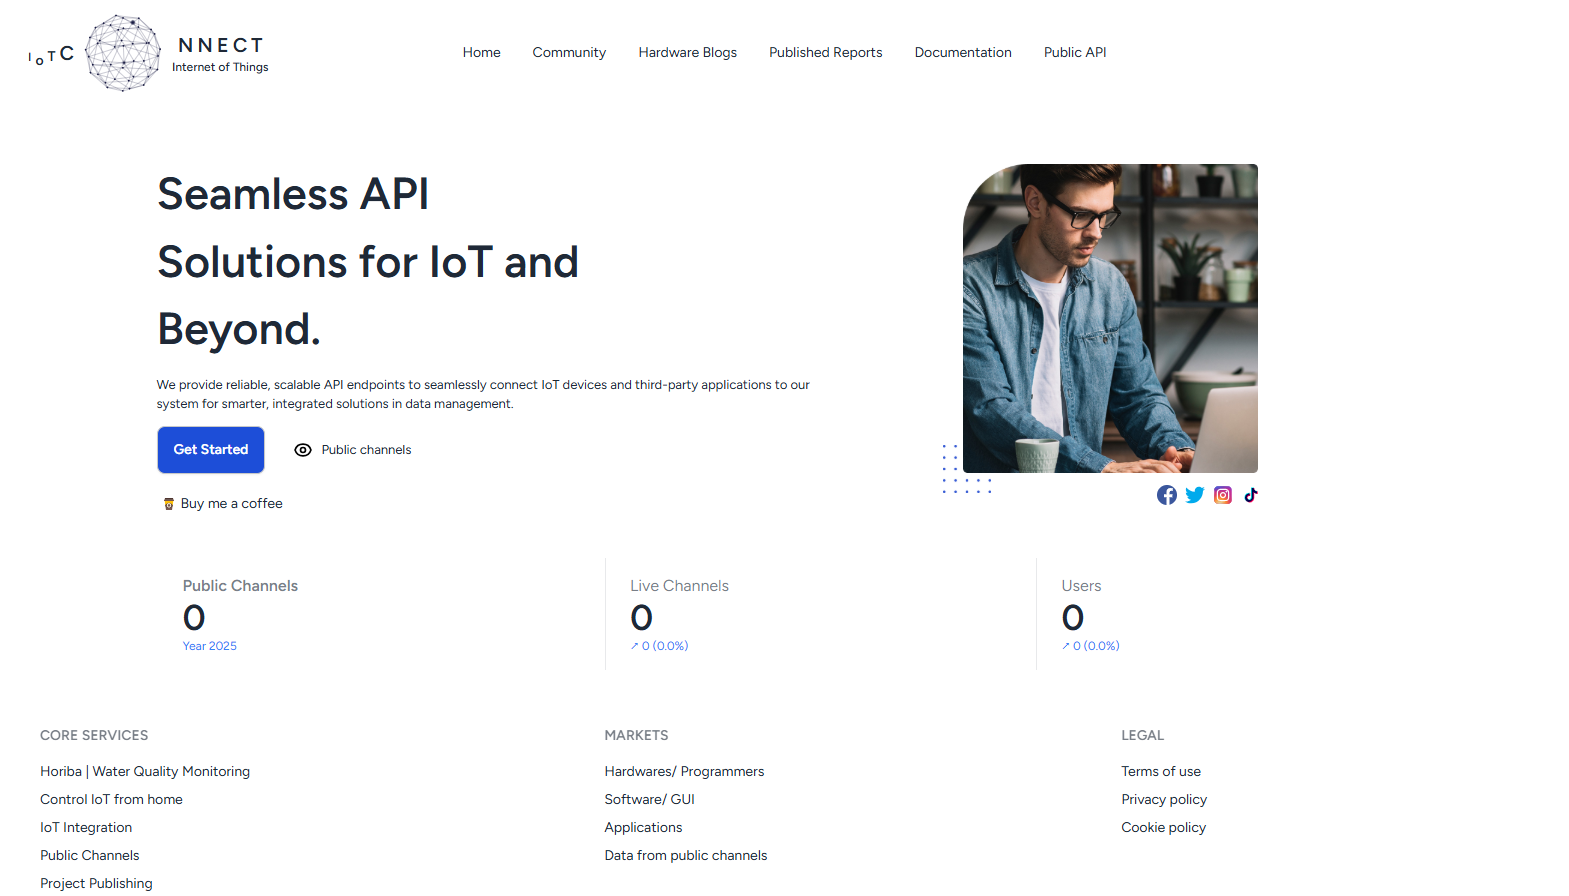 IoTC NNECT
Internet of Things
Home Community Hardware Blogs Published Reports Documentation Public API
Seamless API
Solutions for IoT and
Beyond.
We provide reliable, scalable API endpoints to seamlessly connect IoT devices and third-party applications to our
system for smarter, integrated solutions in data management.
Get Started Public channels
Buy me a coffee
Public Channels
0
Year 2025
Live Channels
0
↗ 0 (0.0%)
Users
0
↗ 0 (0.0%)
CORE SERVICES
Horiba | Water Quality Monitoring
Control IoT from home
IoT Integration
Public Channels
Project Publishing
MARKETS
Hardwares/ Programmers
Software/ GUI
Applications
Data from public channels
LEGAL
Terms of use
Privacy policy
Cookie policy